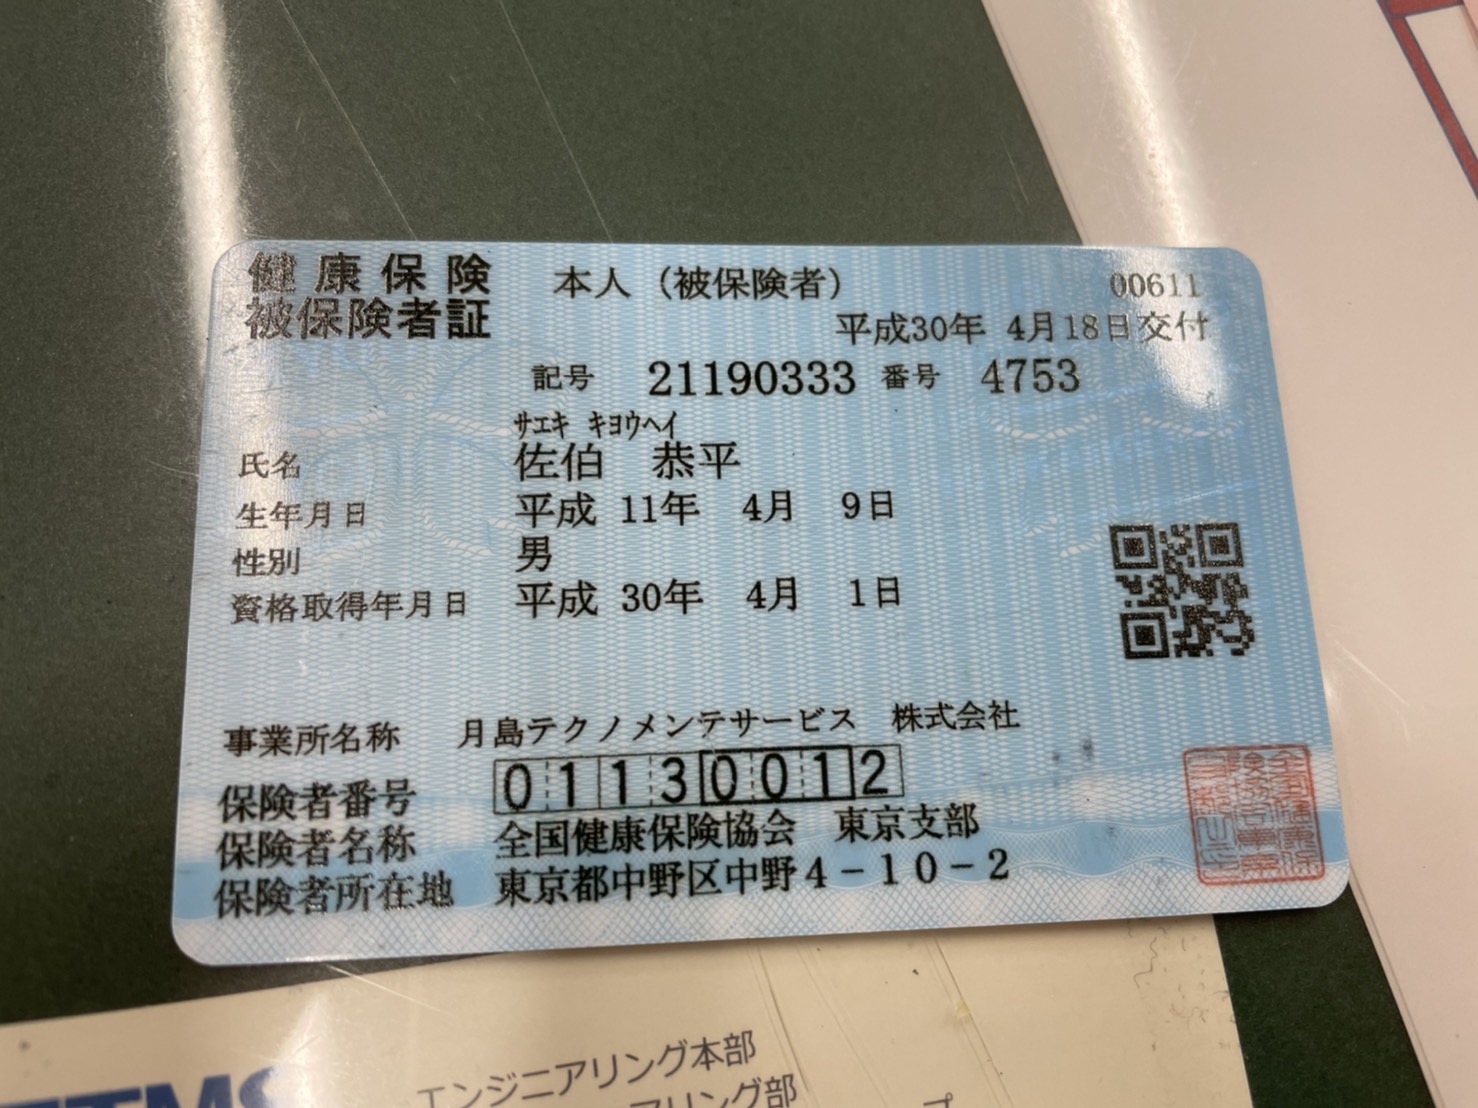 健康保険 本人（被保険者） 00611
被保険者証 平成30年 4月18日交付
記号 21190333 番号 4753
サエキ キヨウヘイ
氏名 佐伯 恭平
生年月日 平成 11年 4月 9日
性別 男
資格取得年月日 平成 30年 4月 1日
事業所名称 月島テクノメンテサービス 株式会社
保険者番号 01130012
保険者名称 全国健康保険協会 東京支部
保険者所在地 東京都中野区中野4-10-2
エンジニアリング本部
リング部